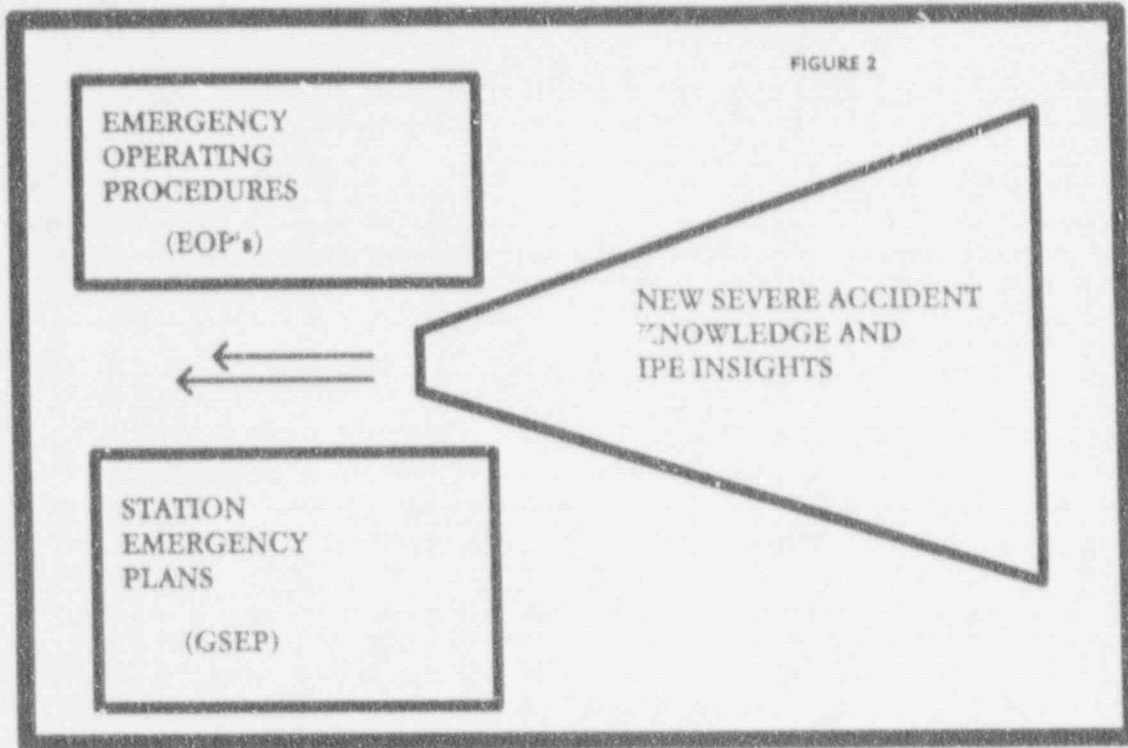 FIGURE 2
EMERGENCY
OPERATING
PROCEDURES
(EOP's)
NEW SEVERE ACCIDENT
KNOWLEDGE AND
IPE INSIGHTS
STATION
EMERGENCY
PLANS
(GSEP)